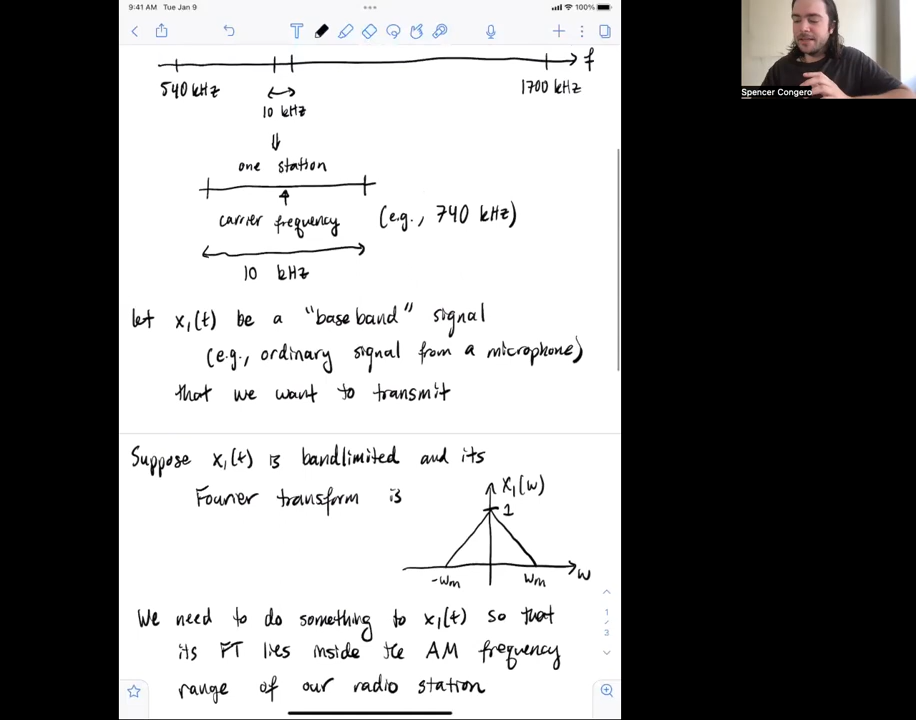 9:41 AM Tue Jan 9
100%
540 kHz
1700 kHz
f
10 kHz
one station
carrier frequency (e.g., 740 kHz)
10 kHz
let x₁(t) be a "baseband" signal
(e.g., ordinary signal from a microphone)
that we want to transmit
Suppose x₁(t) is bandlimited and its
Fourier transform is
X₁(w)
1
-wm
wm
w
We need to do something to x₁(t) so that
its FT lies inside the AM frequency
range of our radio station
1
3
Spencer Congero